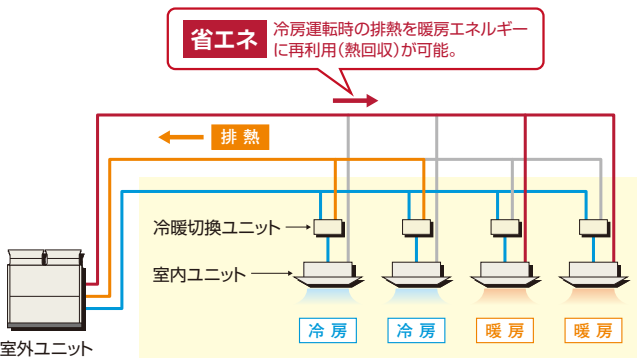 省エネ
冷房運転時の排熱を暖房エネルギー
に再利用(熱回収)が可能。
排熱
冷暖切換ユニット
室内ユニット
冷房
冷房
暖房
暖房
室外ユニット